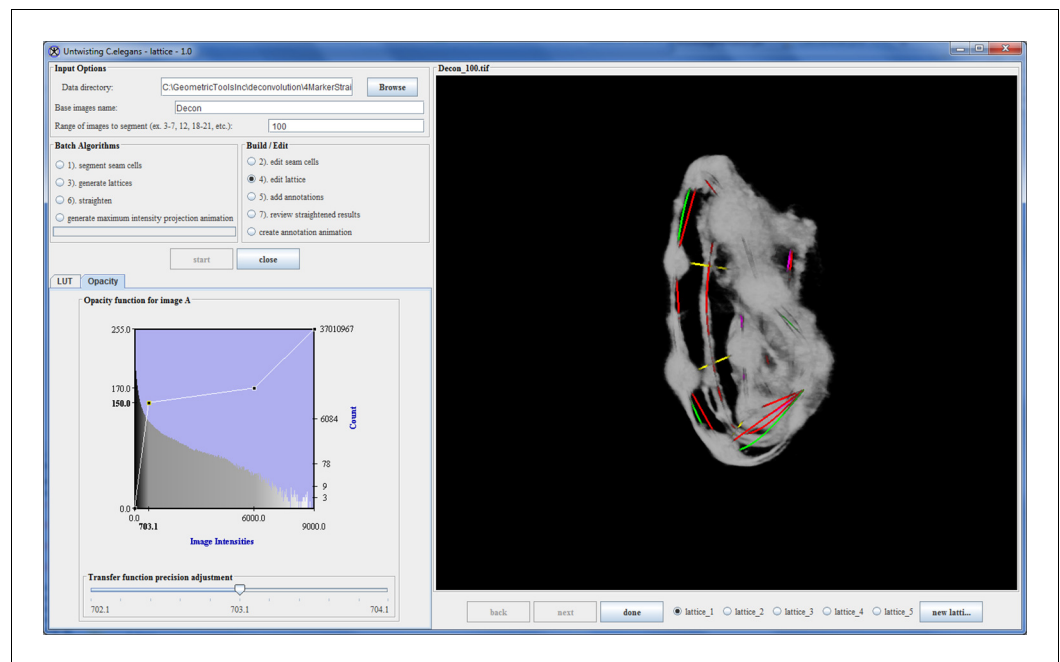 Untwisting C.elegans - lattice - 1.0
Input Options
Data directory: C:\GeometricToolsInc\deconvolution\4MarkerStrai Browse
Base images name: Decon
Range of images to segment (ex. 3-7, 12, 18-21, etc.): 100
Batch Algorithms
1). segment seam cells
3). generate lattices
6). straighten
generate maximum intensity projection animation
Build / Edit
2). edit seam cells
4). edit lattice
5). add annotations
7). review straightened results
create annotation animation
start close
LUT Opacity
Opacity function for image A
255.0
170.0
150.0
0.0
37010967
6084
78
9
3
Count
0.0
703.1
6000.0
9000.0
Image Intensities
Transfer function precision adjustment
702.1 703.1 704.1
Decon_100.tif
back next done lattice_1 lattice_2 lattice_3 lattice_4 lattice_5 new latti...